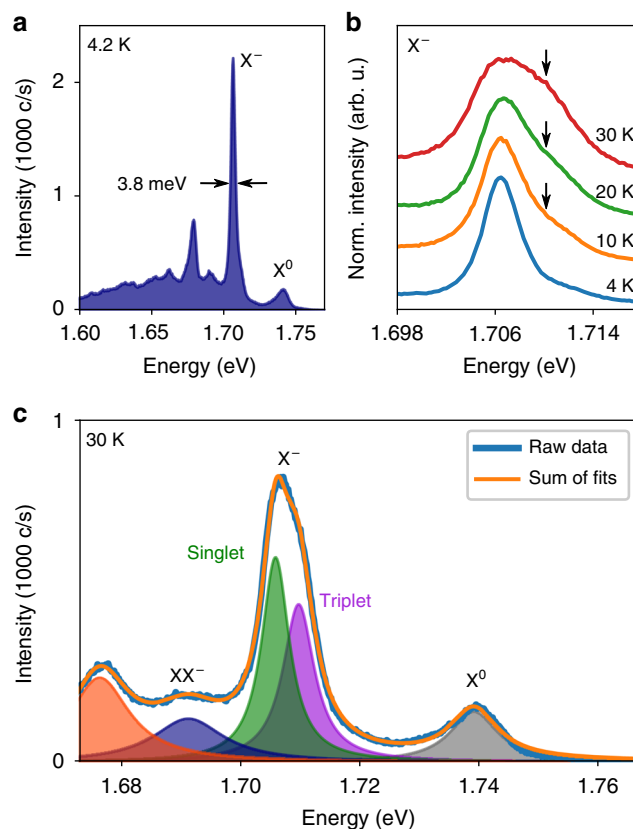 a
4.2 K
X⁻
3.8 meV
X⁰
Intensity (1000 c/s)
2
1
0
1.60
1.65
1.70
1.75
Energy (eV)
b
X⁻
30 K
20 K
10 K
4 K
Norm. intensity (arb. u.)
1.698
1.706
1.714
Energy (eV)
c
30 K
X⁻
Raw data
Sum of fits
Singlet
Triplet
XX⁻
X⁰
Intensity (1000 c/s)
1
0
1.68
1.70
1.72
1.74
1.76
Energy (eV)